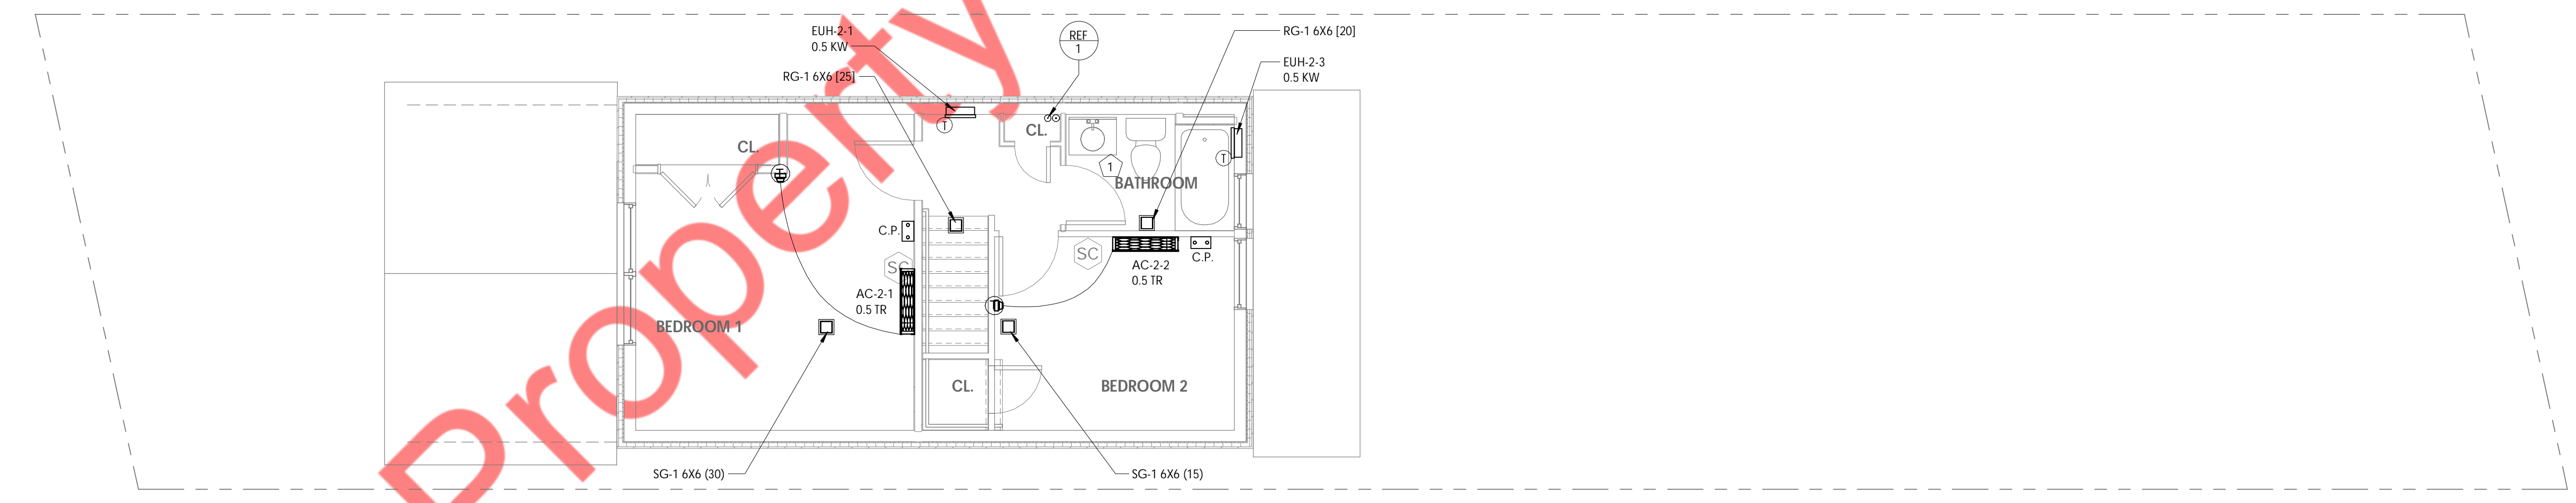 EUH-2-1
0.5 KW
REF
1
RG-1 6X6 [20]
EUH-2-3
0.5 KW
RG-1 6X6 [25]
T
CL.
CL.
T
T
1
BATHROOM
C.P.
SC
SC
AC-2-2
0.5 TR
C.P.
AC-2-1
0.5 TR
T
BEDROOM 1
CL.
BEDROOM 2
SG-1 6X6 (30)
SG-1 6X6 (15)
Property